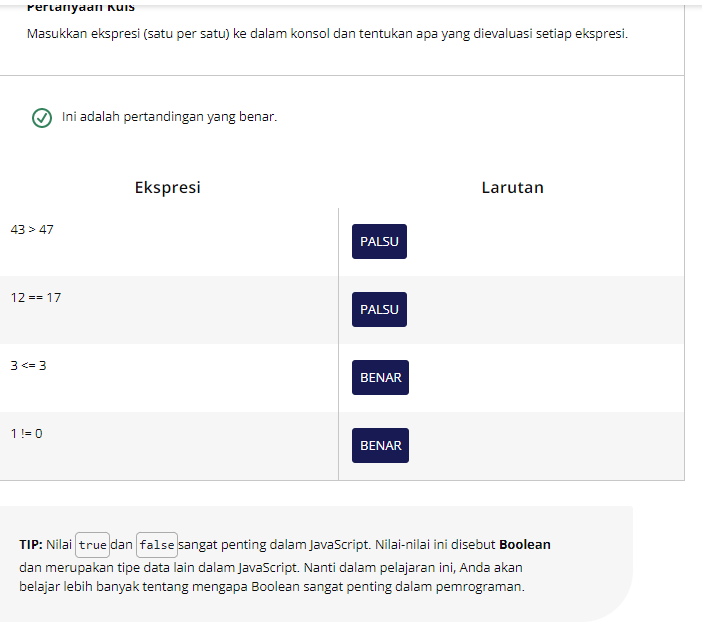 Pertanyaan Kuis
Masukkan ekspresi (satu per satu) ke dalam konsol dan tentukan apa yang dievaluasi setiap ekspresi.
Ini adalah pertandingan yang benar.
Ekspresi Larutan
43 > 47 PALSU
12 == 17 PALSU
3 <= 3 BENAR
1 != 0 BENAR
TIP: Nilai true dan false sangat penting dalam JavaScript. Nilai-nilai ini disebut Boolean
dan merupakan tipe data lain dalam JavaScript. Nanti dalam pelajaran ini, Anda akan
belajar lebih banyak tentang mengapa Boolean sangat penting dalam pemrograman.